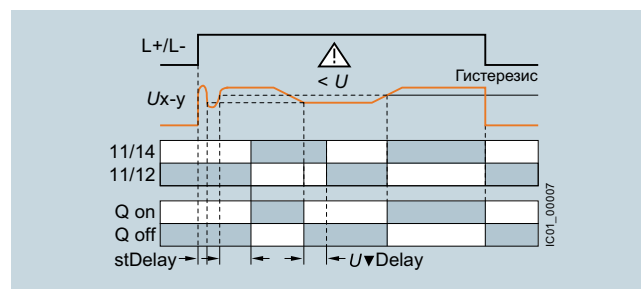 L+/L-
< U
Гистерезис
Ux-y
11/14
11/12
Q on
Q off
stDelay
U▼Delay
IC01_00007